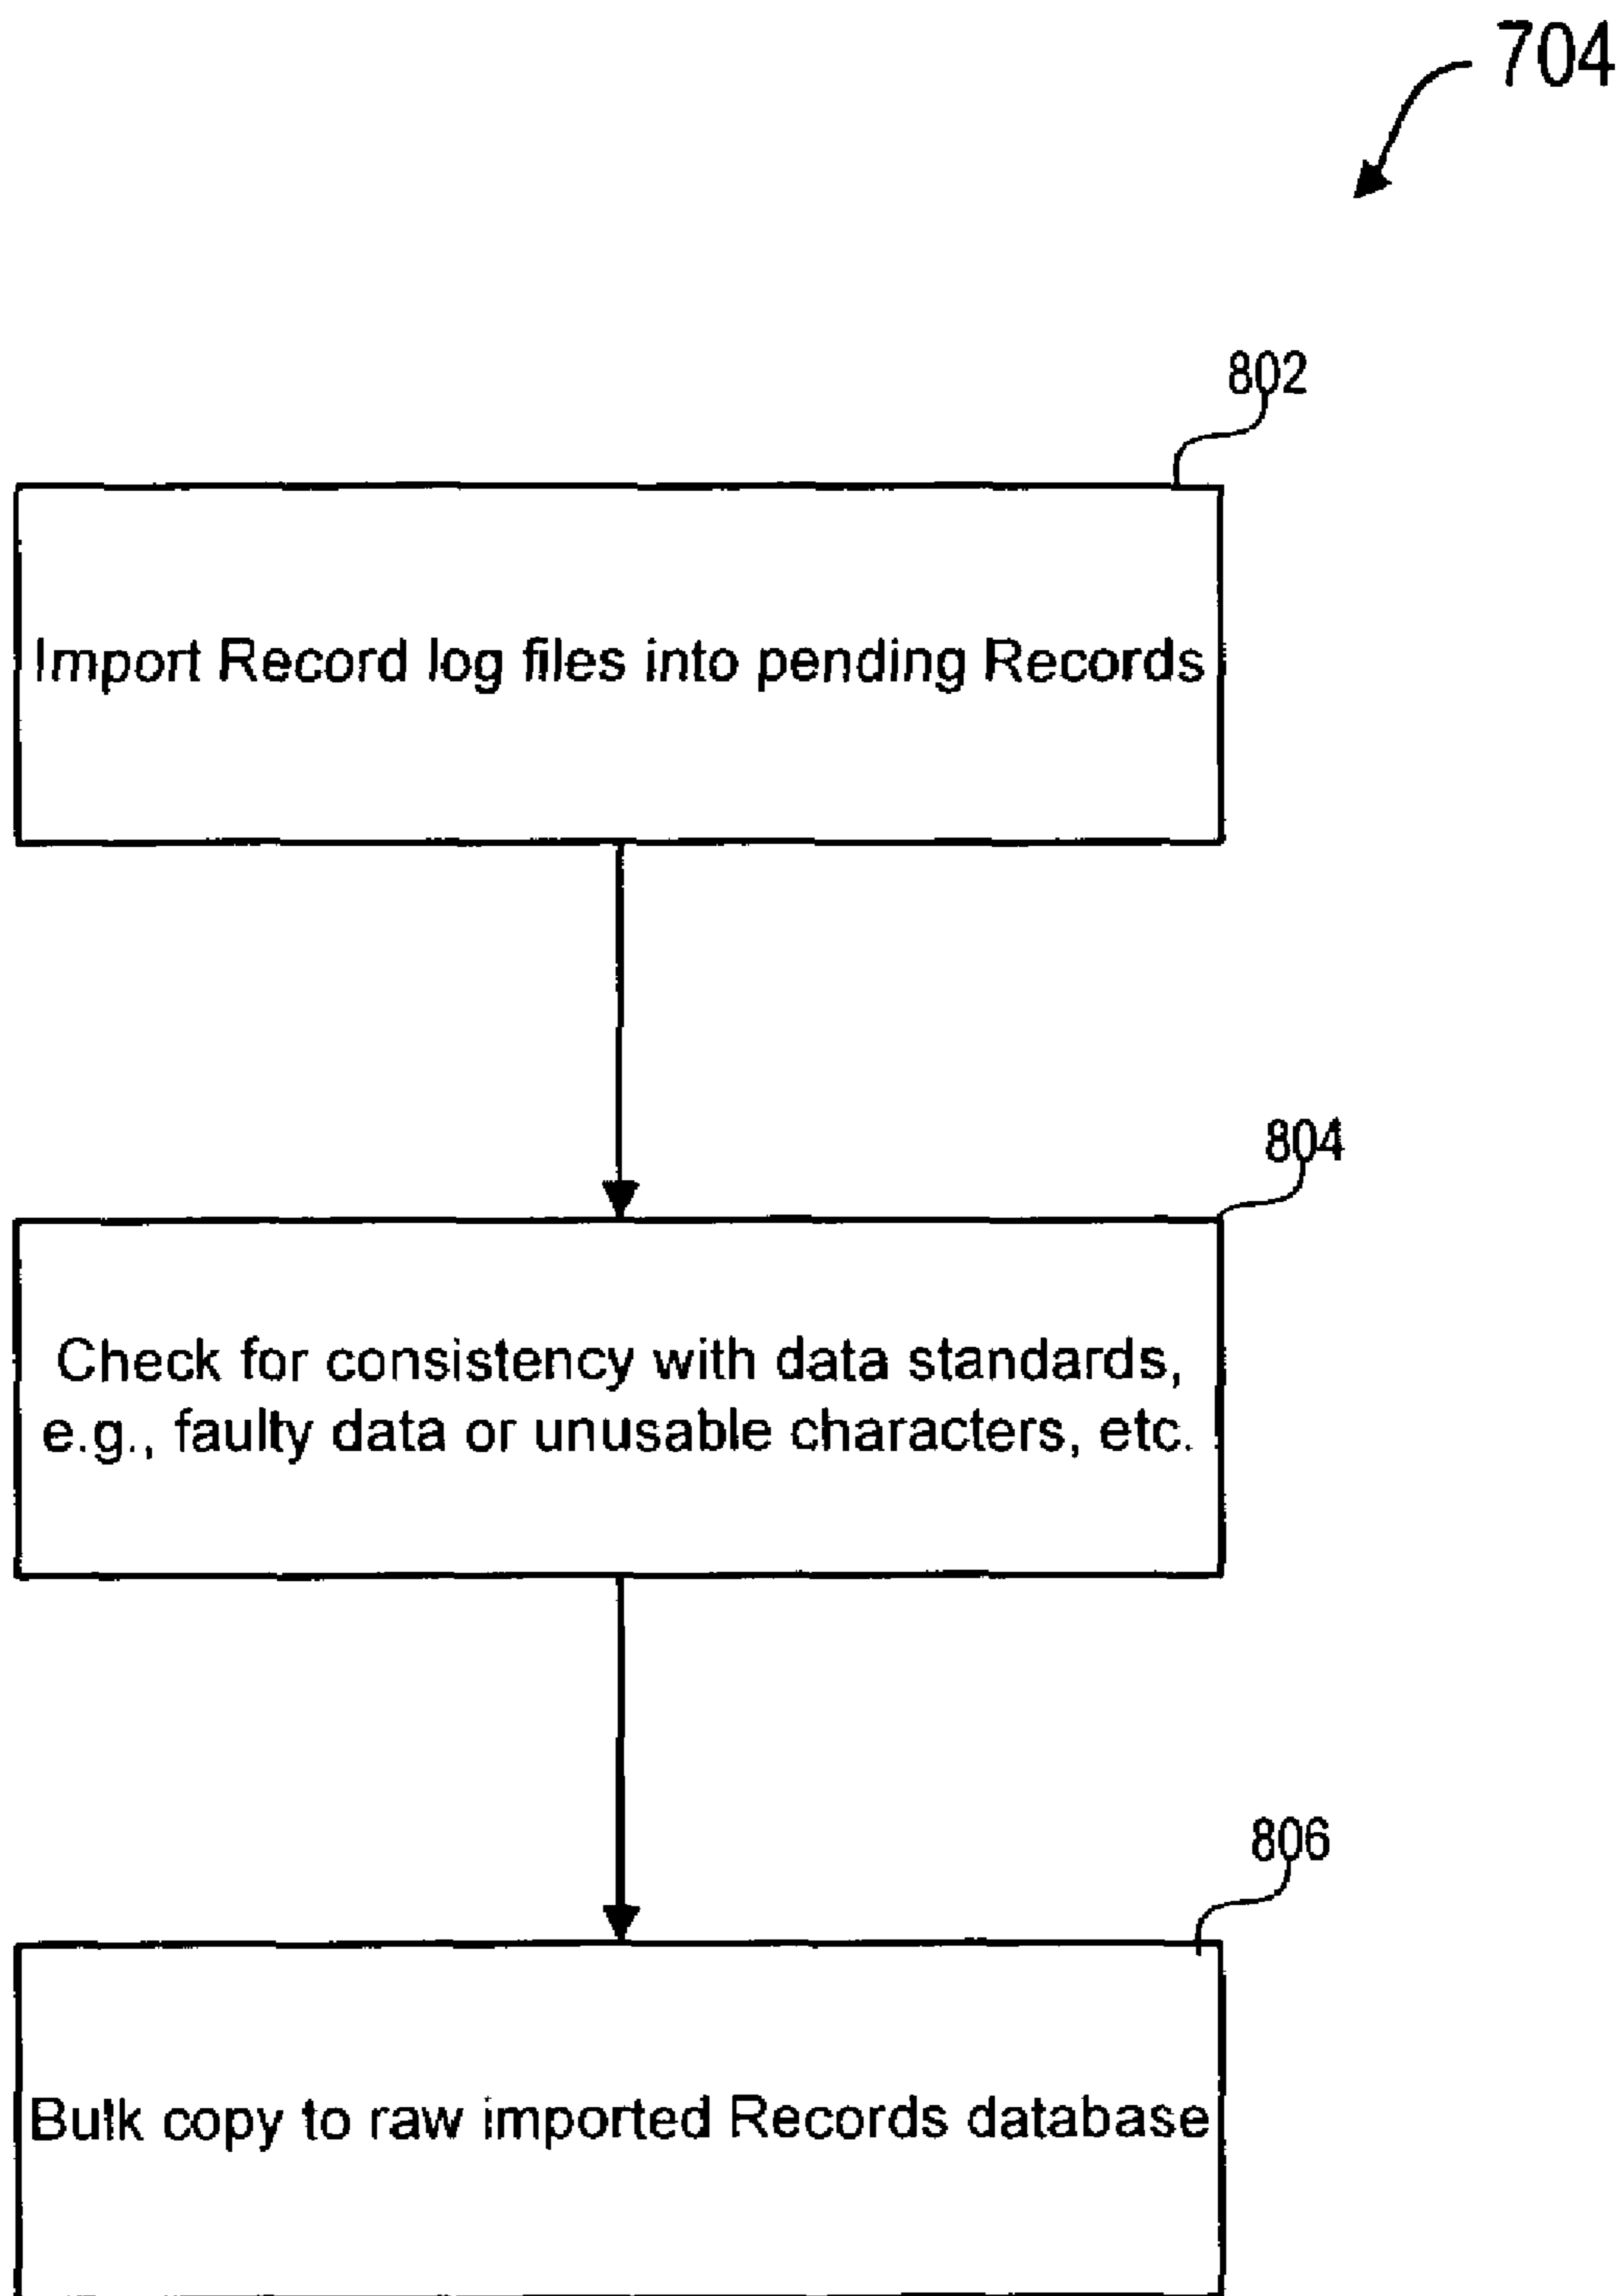 704
802
Import Record log files into pending Records
804
Check for consistency with data standards,
e.g., faulty data or unusable characters, etc.
806
Bulk copy to raw imported Records database